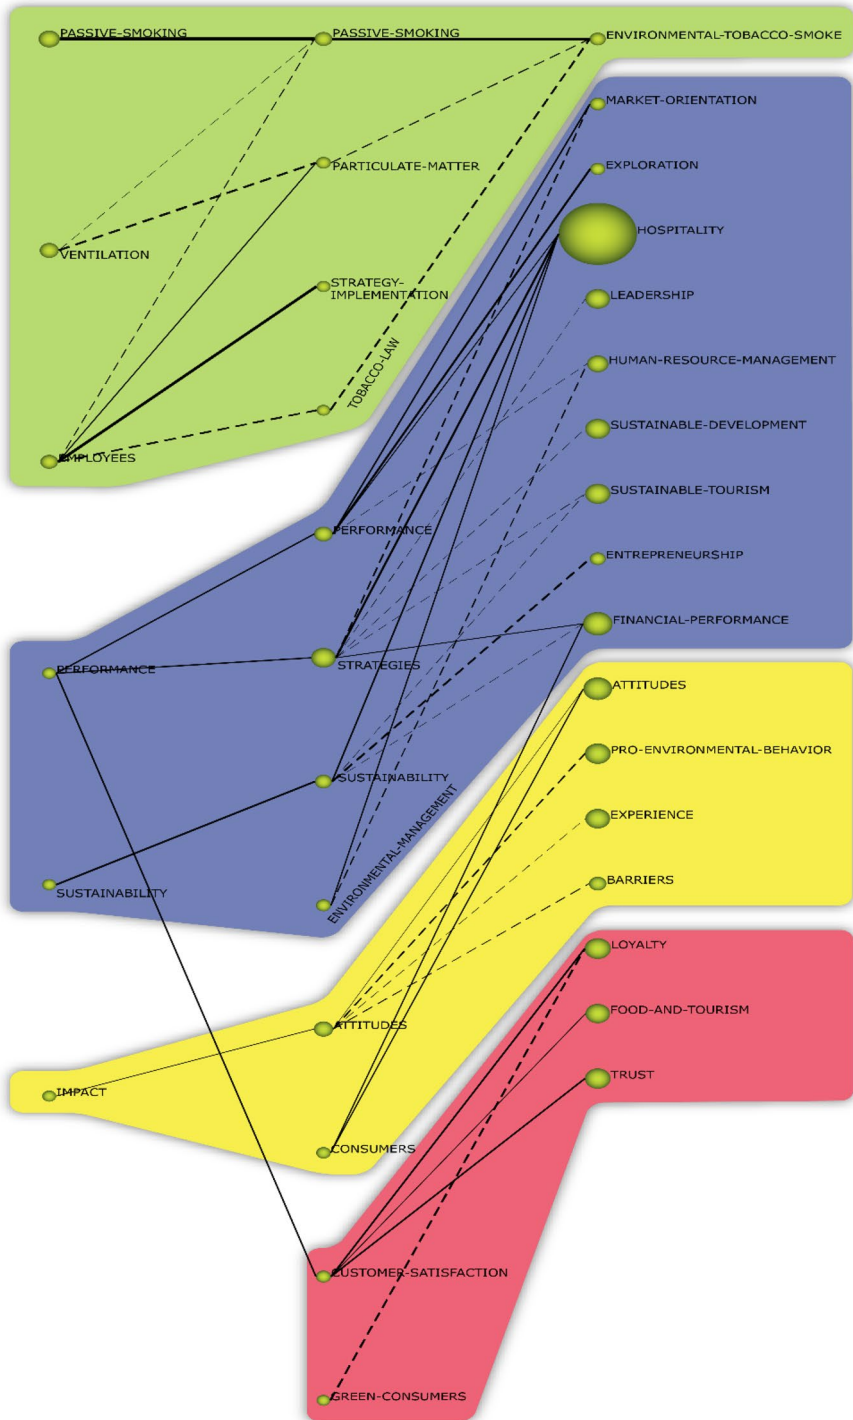 PASSIVE-SMOKING
PASSIVE-SMOKING
ENVIRONMENTAL-TOBACCO-SMOKE
MARKET-ORIENTATION
PARTICULATE-MATTER
EXPLORATION
HOSPITALITY
VENTILATION
STRATEGY-
IMPLEMENTATION
LEADERSHIP
TOBACCO-LAW
HUMAN-RESOURCE-MANAGEMENT
SUSTAINABLE-DEVELOPMENT
EMPLOYEES
SUSTAINABLE-TOURISM
PERFORMANCE
ENTREPRENEURSHIP
FINANCIAL-PERFORMANCE
PERFORMANCE
STRATEGIES
ATTITUDES
PRO-ENVIRONMENTAL-BEHAVIOR
SUSTAINABILITY
EXPERIENCE
ENVIRONMENTAL-MANAGEMENT
BARRIERS
SUSTAINABILITY
LOYALTY
FOOD-AND-TOURISM
ATTITUDES
TRUST
IMPACT
CONSUMERS
CUSTOMER-SATISFACTION
GREEN-CONSUMERS